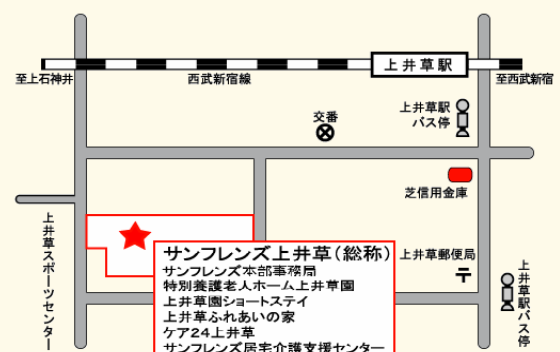 上井草駅
至上石神井
西武新宿線
至西武新宿
上井草駅
バス停
交番
芝信用金庫
上井草スポーツセンター
サンフレンズ上井草(総称)
サンフレンズ本部事務局
特別養護老人ホーム上井草園
上井草園ショートステイ
上井草ふれあいの家
ケア24上井草
サンフレンズ居宅介護支援センター
上井草郵便局
〒
上井草駅バス停